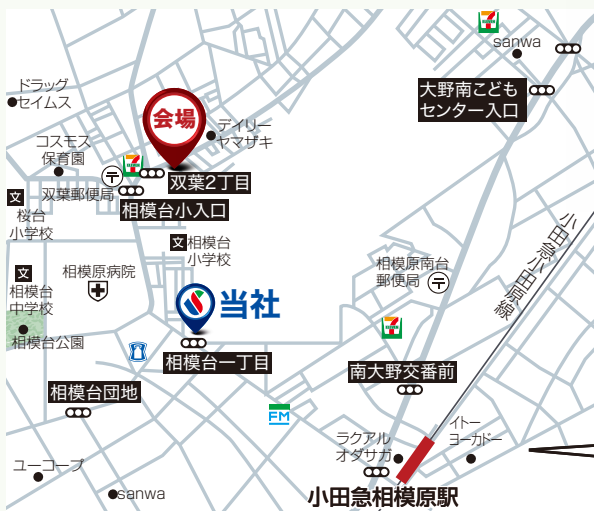 sanwa
大野南こども
センター入口
ドラッグ
セイムス
会場
デイリー
ヤマザキ
コスモス
保育園
双葉2丁目
双葉郵便局
相模台小入口
文
桜台
小学校
文
相模台
小学校
小田急小田原線
文
相模台
中学校
相模原病院
相模原南台
郵便局
当社
相模台公園
相模台一丁目
南大野交番前
相模台団地
FM
ラクアル
オダサガ
イトー
ヨーカドー
ユーコープ
sanwa
小田急相模原駅